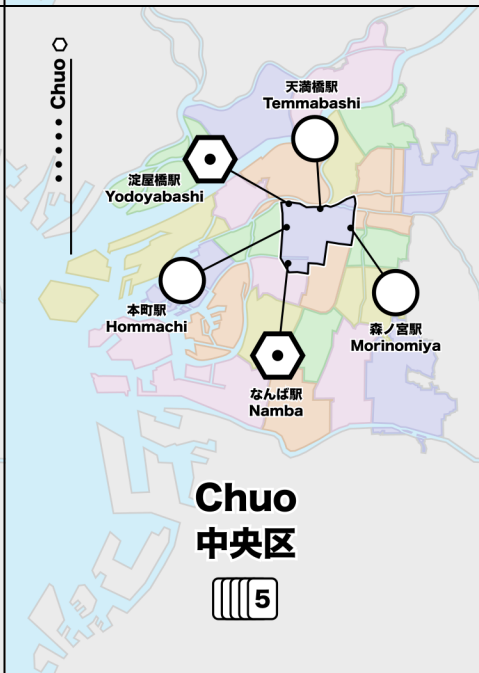 Chuo
天満橋駅
Temmabashi
淀屋橋駅
Yodoyabashi
本町駅
Hommachi
森ノ宮駅
Morinomiya
なんば駅
Namba
Chuo
中央区
5